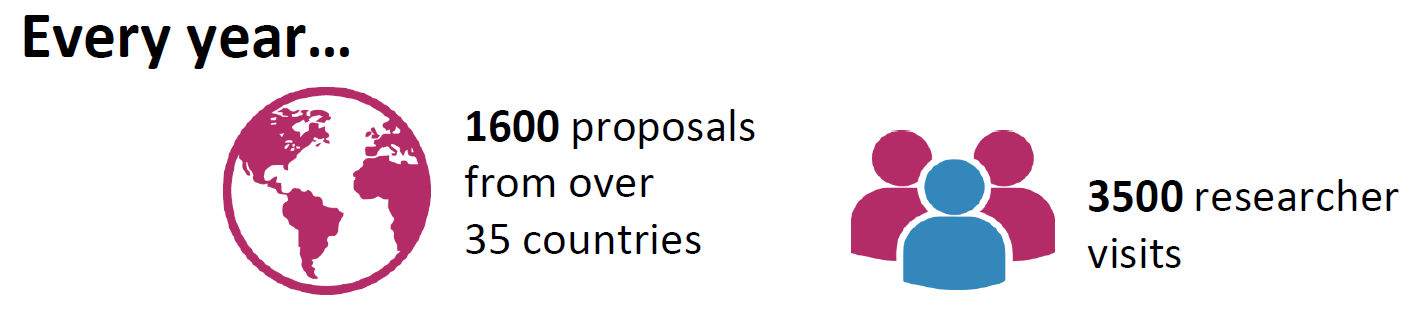 Every year...
1600 proposals
from over
35 countries
3500 researcher
visits